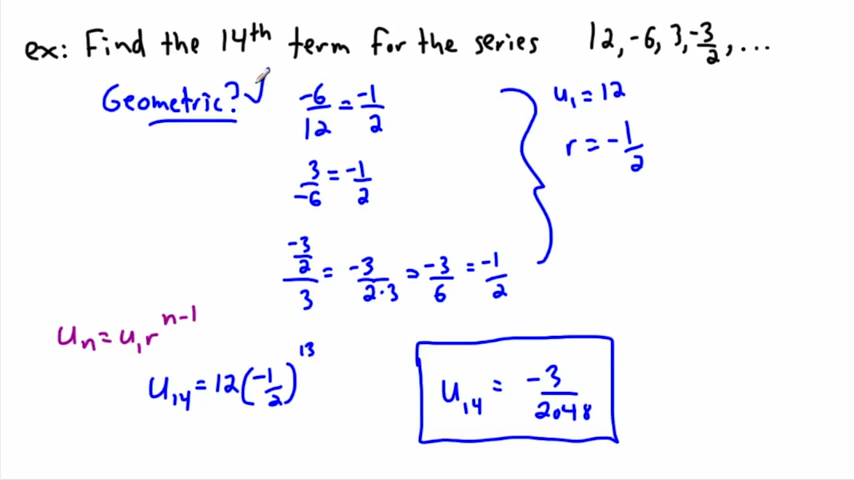 ex: Find the 14th term for the series 12, -6, 3, -3/2, ...
Geometric? ✓
-6/12 = -1/2
3/-6 = -1/2
(-3/2)/3 = -3/(2·3) = -3/6 = -1/2
u₁ = 12
r = -1/2
uₙ = u₁rⁿ⁻¹
u₁₄ = 12(-1/2)¹³
u₁₄ = -3/2048